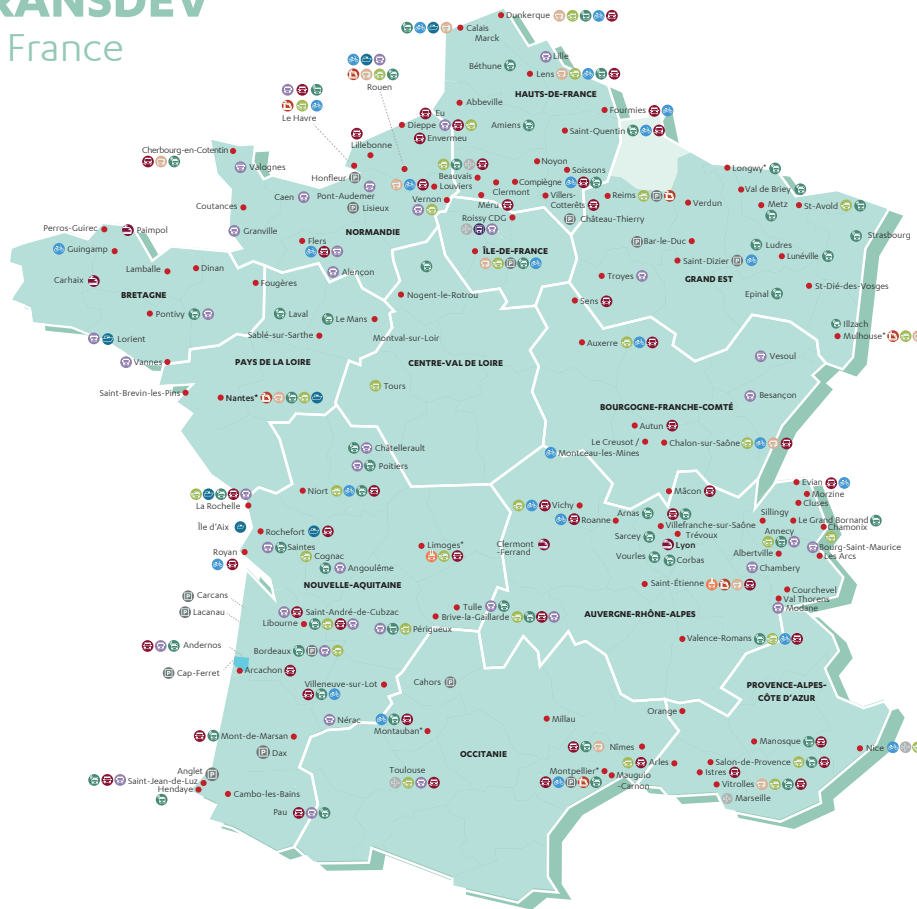 RANSDEV
France
Dunkerque
Calais
Marck
Lille
Béthune
Lens
Rouen
HAUTS-DE-FRANCE
Le Havre
Abbeville
Eu
Fourmies
Dieppe
Amiens
Saint-Quentin
Envermeu
Lillebonne
Cherbourg-en-Cotentin
Valognes
Beauvais
Noyon
Soissons
Longwy*
Honfleur
Compiègne
Louviers
Clermont
Villers-
Cotterêts
Reims
Val de Briey
Pont-Audemer
Caen
Vernon
Méru
Verdun
Metz
St-Avold
Coutances
Lisieux
Roissy CDG
Château-Thierry
Perros-Guirec
Paimpol
Granville
NORMANDIE
Strasbourg
Guingamp
Flers
ÎLE-DE-FRANCE
Bar-le-Duc
Ludres
Saint-Dizier
Lunéville
Lamballe
Dinan
Alençon
Troyes
GRAND EST
Carhaix
Fougères
BRETAGNE
Nogent-le-Rotrou
Sens
Epinal
St-Dié-des-Vosges
Pontivy
Laval
Le Mans
Illzach
Sablé-sur-Sarthe
Montval-sur-Loir
Auxerre
Mulhouse*
Lorient
Vannes
PAYS DE LA LOIRE
CENTRE-VAL DE LOIRE
Vesoul
Saint-Brevin-les-Pins
Nantes*
Tours
Besançon
BOURGOGNE-FRANCHE-COMTÉ
Autun
Le Creusot /
Montceau-les-Mines
Chalon-sur-Saône
Châtellerault
Poitiers
Niort
Mâcon
Evian
Morzine
Cluses
La Rochelle
Vichy
Arnas
Sillingy
Le Grand Bornand
Île d'Aix
Roanne
Villefranche-sur-Saône
Chamonix
Rochefort
Trévoux
Annecy
Sarcey
Lyon
Saintes
Limoges*
Clermont
-Ferrand
Bourg-Saint-Maurice
Royan
Cognac
Vourles
Corbas
Albertville
Les Arcs
Angoulême
Chambery
NOUVELLE-AQUITAINE
Saint-Étienne
Courchevel
Carcans
Val Thorens
Lacanau
Saint-André-de-Cubzac
Tulle
Modane
Libourne
Brive-la-Gaillarde
AUVERGNE-RHÔNE-ALPES
Périgueux
Andernos
Bordeaux
Valence-Romans
Cap-Ferret
Arcachon
Villeneuve-sur-Lot
Cahors
PROVENCE-ALPES-
CÔTE D'AZUR
Orange
Nérac
Millau
Montauban*
Mont-de-Marsan
Manosque
Dax
OCCITANIE
Nîmes
Nice
Arles
Salon-de-Provence
Anglet
Toulouse
Montpellier*
Istres
Saint-Jean-de-Luz
Mauguio
-Carnon
Vitrolles
Hendaye
Cambo-les-Bains
Marseille
Pau